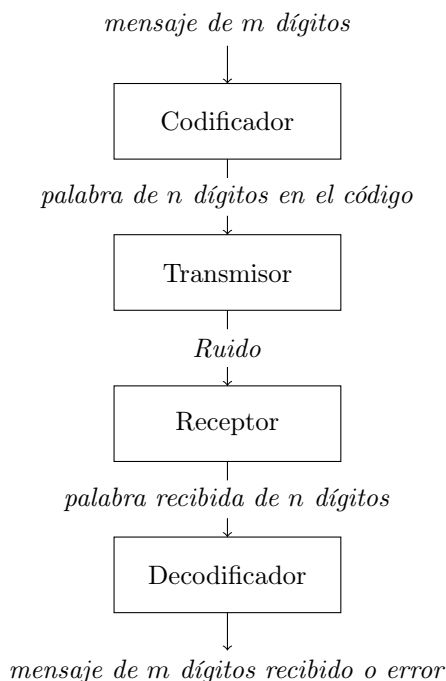 mensaje de m dígitos
Codificador
palabra de n dígitos en el código
Transmisor
Ruido
Receptor
palabra recibida de n dígitos
Decodificador
mensaje de m dígitos recibido o error